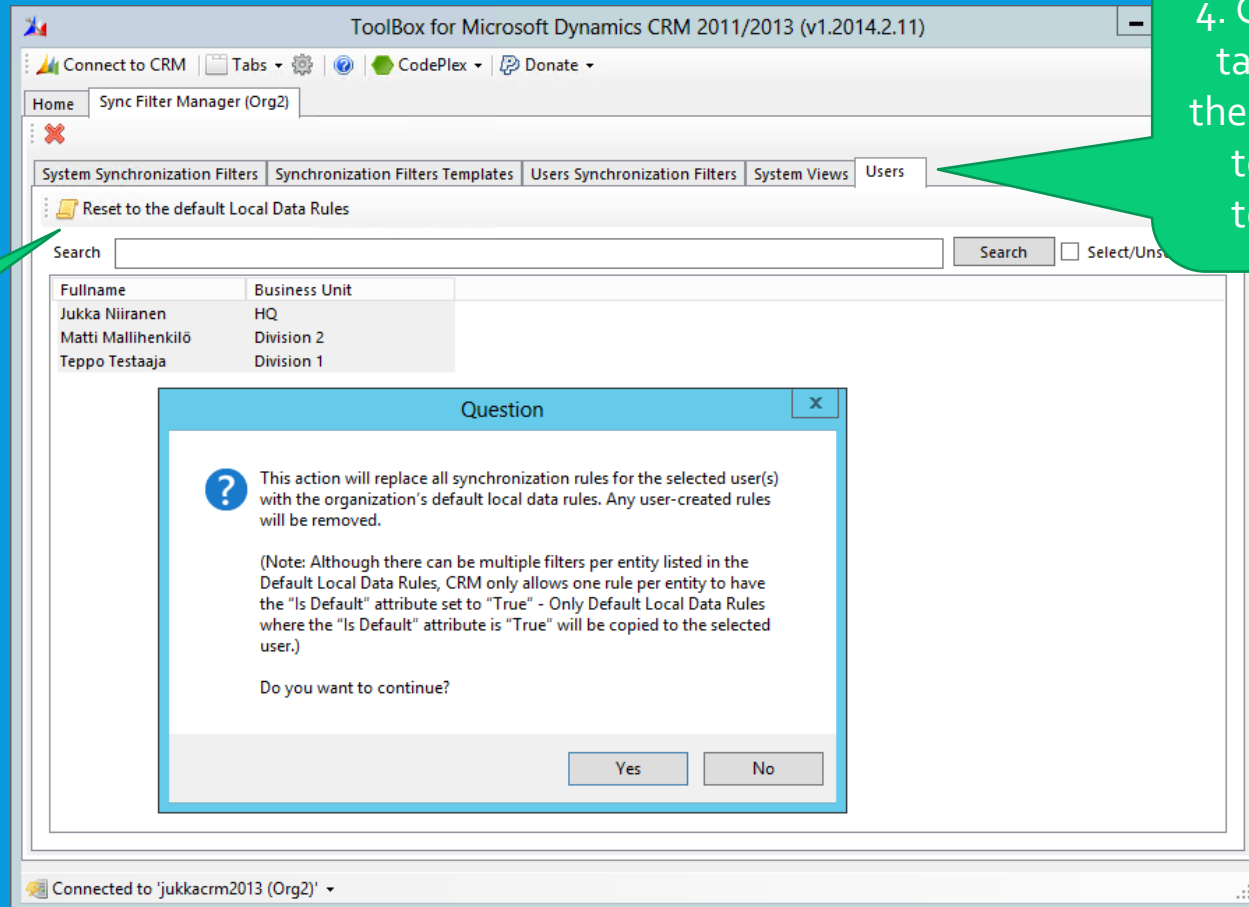 ToolBox for Microsoft Dynamics CRM 2011/2013 (v1.2014.2.11)
Connect to CRM Tabs CodePlex Donate
Home Sync Filter Manager (Org2)
System Synchronization Filters Synchronization Filters Templates Users Synchronization Filters System Views Users
Reset to the default Local Data Rules
Search Search Select/Uns
Fullname Business Unit
Jukka Niiranen HQ
Matti Mallihenkilö Division 2
Teppo Testaaja Division 1
Question
x
This action will replace all synchronization rules for the selected user(s)
with the organization's default local data rules. Any user-created rules
will be removed.
(Note: Although there can be multiple filters per entity listed in the
Default Local Data Rules, CRM only allows one rule per entity to have
the "Is Default" attribute set to "True" - Only Default Local Data Rules
where the "Is Default" attribute is "True" will be copied to the selected
user.)
Do you want to continue?
Yes No
Connected to 'jukkacrm2013 (Org2)'
4.
the